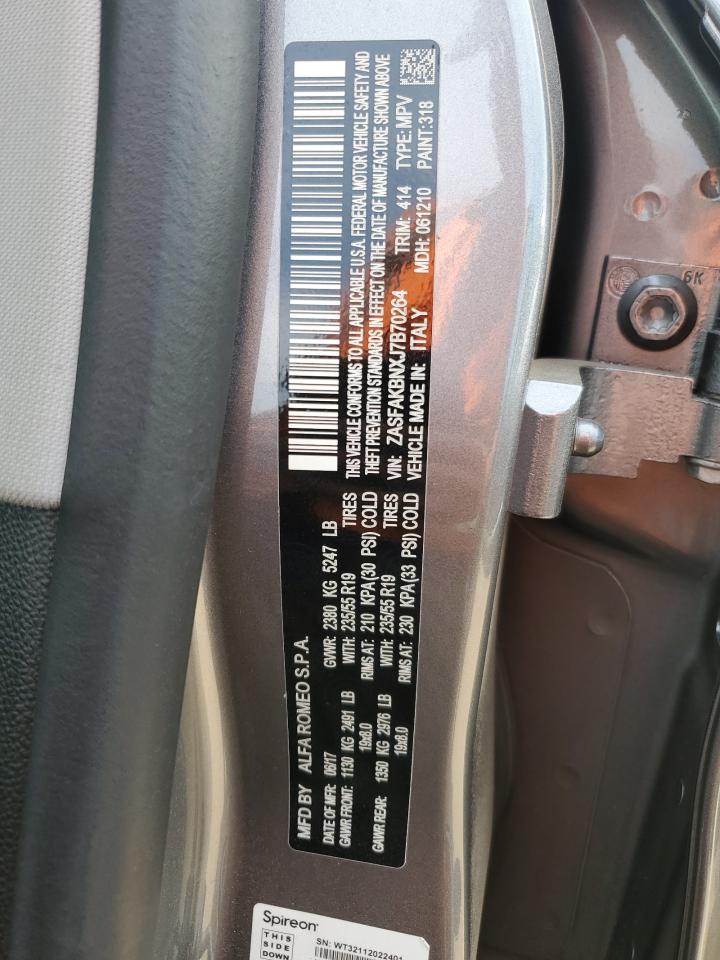 MFD BY ALFA ROMEO S.P.A.
DATE OF MFR: 06/17 GVWR: 2380 KG 5247 LB
GAWR FRONT: 1130 KG 2491 LB WITH: 235/55 R19 TIRES
19x8.0 RIMS AT: 210 KPA(30 PSI) COLD
GAWR REAR: 1350 KG 2976 LB WITH: 235/55 R19 TIRES
19x8.0 RIMS AT: 230 KPA(33 PSI) COLD
THIS VEHICLE CONFORMS TO ALL APPLICABLE U.S.A. FEDERAL MOTOR VEHICLE SAFETY AND
THEFT PREVENTION STANDARDS IN EFFECT ON THE DATE OF MANUFACTURE SHOWN ABOVE
VIN: ZASFAKBNXJ7B70264 TRIM: 414 TYPE: MPV
VEHICLE MADE IN: ITALY MDH: 061210 PAINT: 318
6K
Spireon
THIS
SIDE
DOWN
SN: WT32112022401